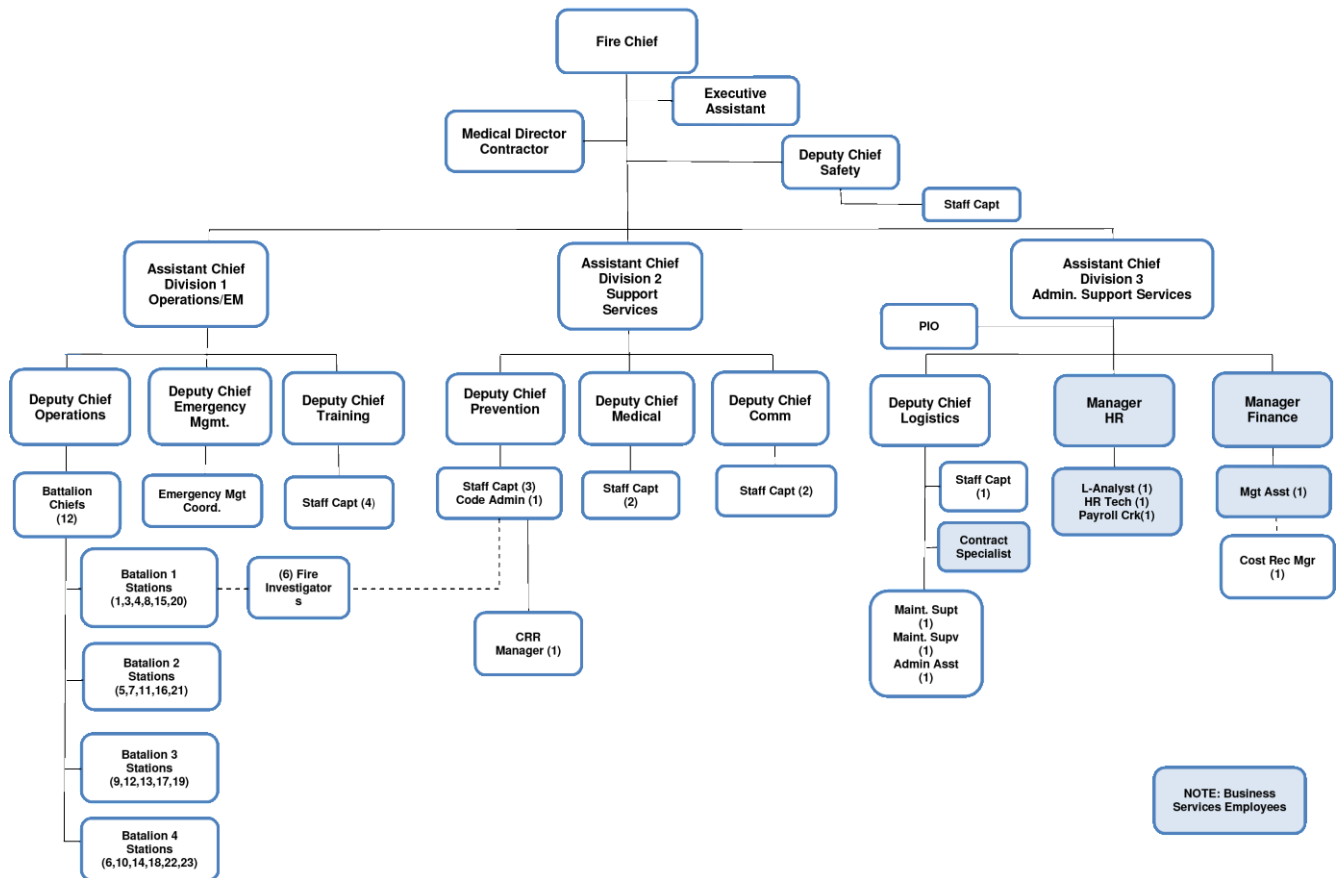 Fire Chief
Executive
Assistant
Medical Director
Contractor
Deputy Chief
Safety
Staff Capt
Assistant Chief
Division 1
Operations/EM
Assistant Chief
Division 2
Support
Services
Assistant Chief
Division 3
Admin. Support Services
PIO
Deputy Chief
Operations
Deputy Chief
Emergency
Mgmt.
Deputy Chief
Training
Deputy Chief
Prevention
Deputy Chief
Medical
Deputy Chief
Comm
Deputy Chief
Logistics
Manager
HR
Manager
Finance
Battalion
Chiefs
(12)
Emergency Mgt
Coord.
Staff Capt (4)
Staff Capt (3)
Code Admin (1)
Staff Capt
(2)
Staff Capt (2)
Staff Capt
(1)
L-Analyst (1)
HR Tech (1)
Payroll Crk(1)
Mgt Asst (1)
Contract
Specialist
Cost Rec Mgr
(1)
Batalion 1
Stations
(1,3,4,8,15,20)
(6) Fire
Investigator
s
CRR
Manager (1)
Maint. Supt
(1)
Maint. Supv
(1)
Admin Asst
(1)
Batalion 2
Stations
(5,7,11,16,21)
Batalion 3
Stations
(9,12,13,17,19)
Batalion 4
Stations
(6,10,14,18,22,23)
NOTE: Business
Services Employees